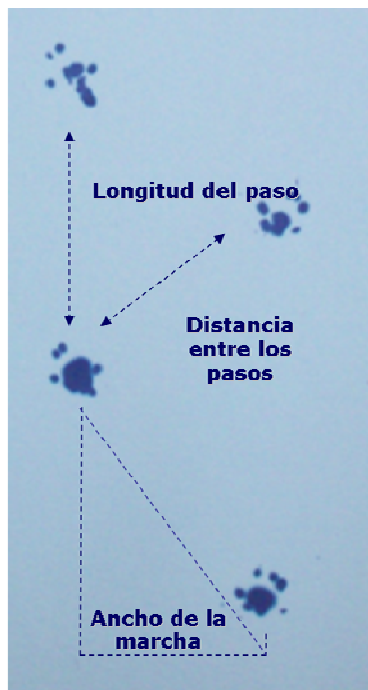 Longitud del paso
Distancia
entre los
pasos
Ancho de la
marcha